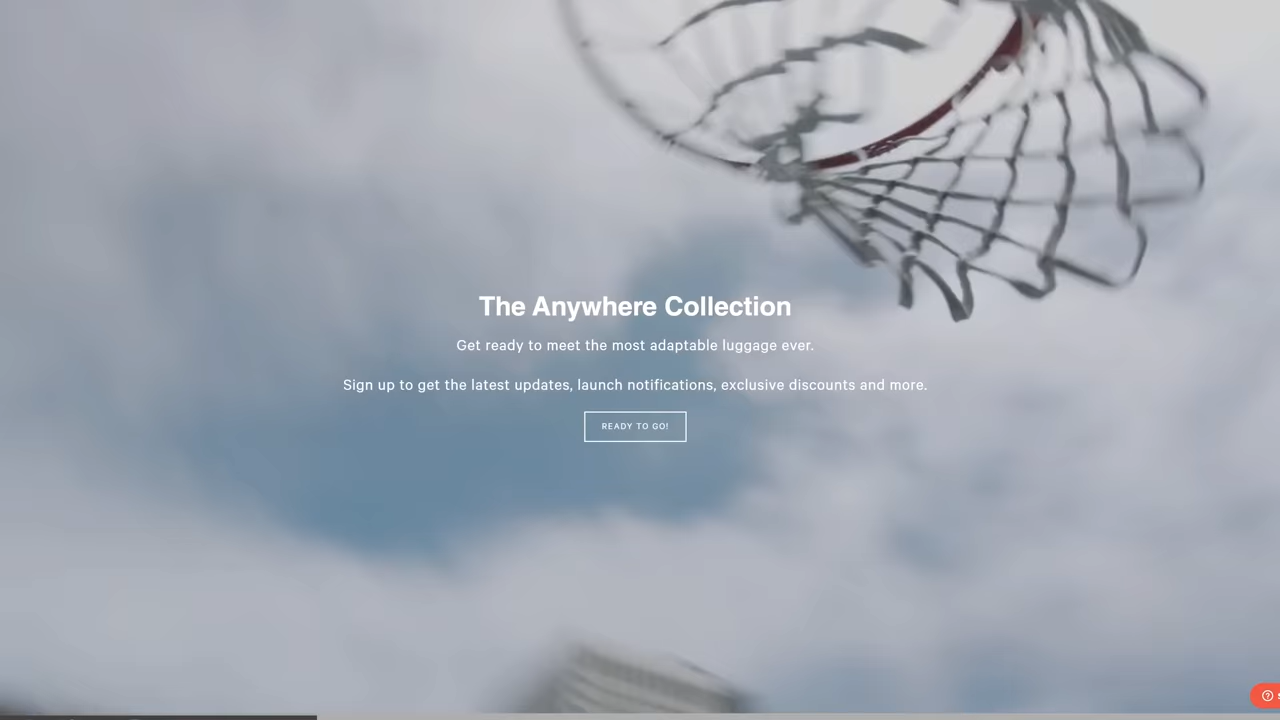 The Anywhere Collection
Get ready to meet the most adaptable luggage ever.
Sign up to get the latest updates, launch notifications, exclusive discounts and more.
READY TO GO!